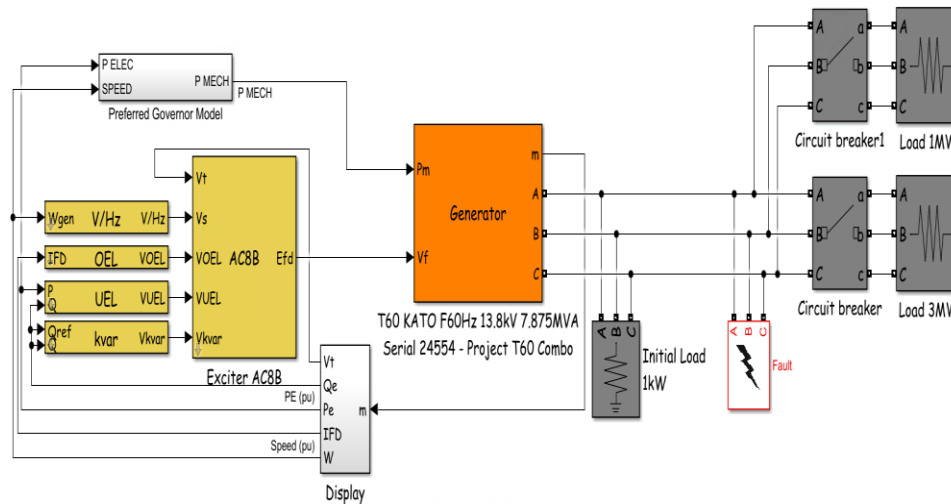 P ELEC
SPEED
P MECH
P MECH
Preferred Governor Model
Vt
Wgen V/Hz V/Hz
Vs
IFD OEL VOEL
VOEL AC8B Efd
P
Q
UEL VUEL
VUEL
Qref
Q
kvar Vkvar
Vkvar
Exciter AC8B
Pm
m
A
Generator
B
Vf
C
T60 KATO F60Hz 13.8kV 7.875MVA
Serial 24554 - Project T60 Combo
Vt
Qe
PE (pu)
Pe
m
IFD
Speed (pu)
W
Display
A B C
Initial Load
1kW
A B C
Fault
A a
B b
C c
Circuit breaker1
A
B
C
Load 1MV
A a
B b
C c
Circuit breaker
A
B
C
Load 3MV